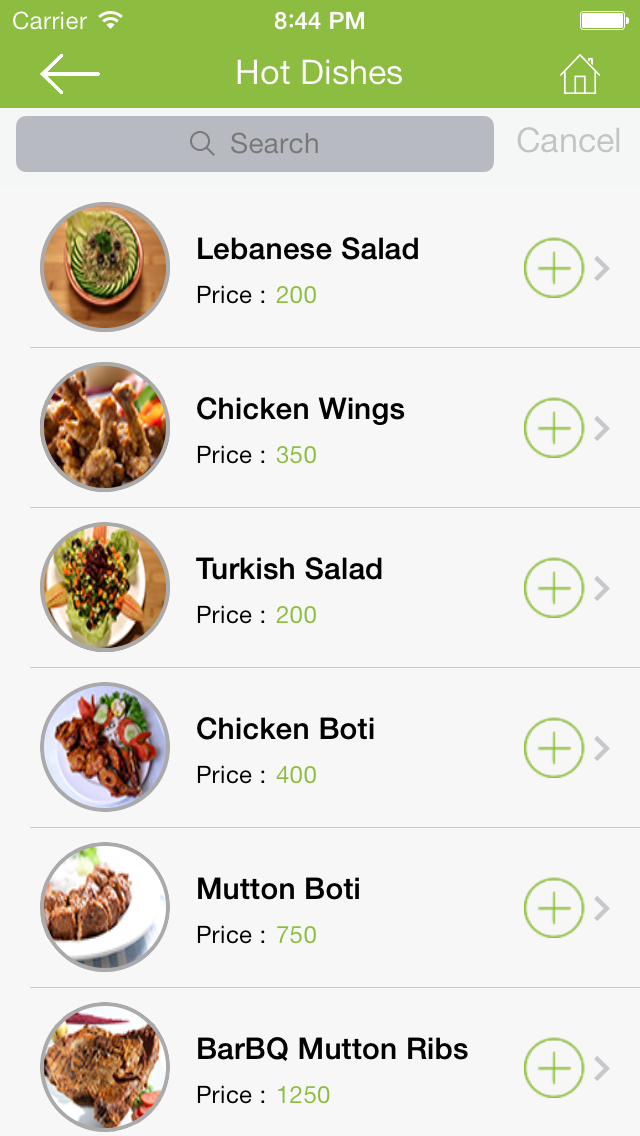 Carrier 8:44 PM
Hot Dishes
Search Cancel
Lebanese Salad
Price : 200
Chicken Wings
Price : 350
Turkish Salad
Price : 200
Chicken Boti
Price : 400
Mutton Boti
Price : 750
BarBQ Mutton Ribs
Price : 1250